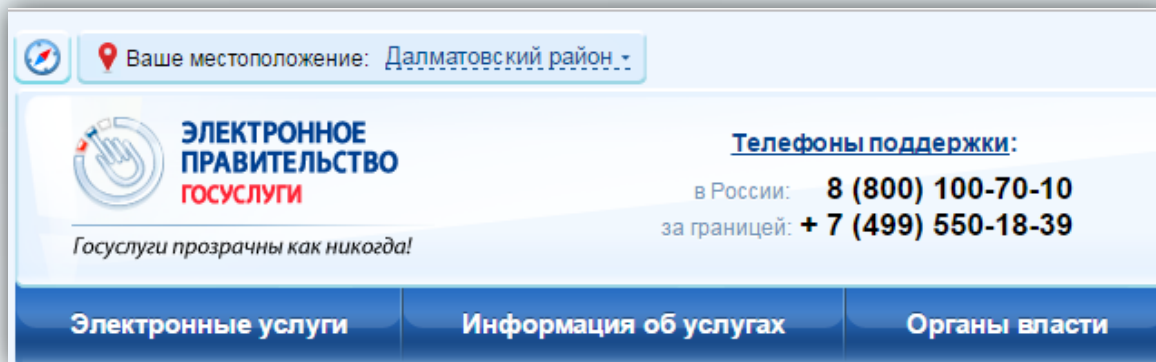 Ваше местоположение: Далматовский район
ЭЛЕКТРОННОЕ
ПРАВИТЕЛЬСТВО
ГОСУСЛУГИ
Госуслуги прозрачны как никогда!
Телефоны поддержки:
в России: 8 (800) 100-70-10
за границей: + 7 (499) 550-18-39
Электронные услуги
Информация об услугах
Органы власти